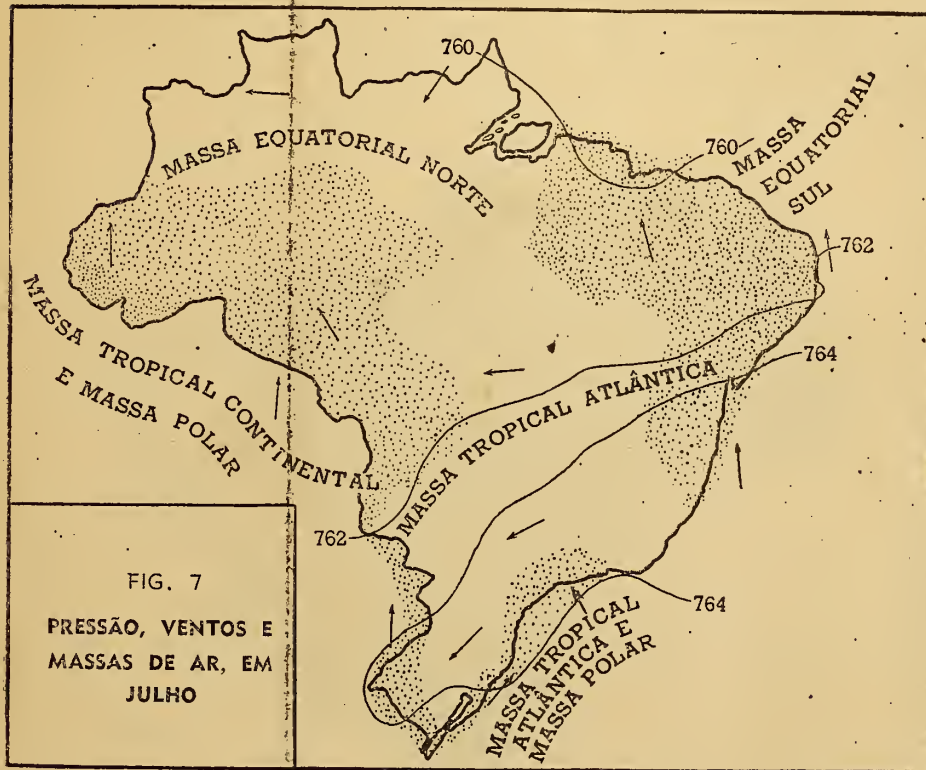 760
760
MASSA EQUATORIAL NORTE
MASSA
EQUATORIAL
SUL
762
MASSA TROPICAL CONTINENTAL
E MASSA POLAR
764
MASSA TROPICAL ATLÂNTICA
762
764
MASSA TROPICAL
ATLÂNTICA E
MASSA POLAR
FIG. 7
PRESSÃO, VENTOS E
MASSAS DE AR, EM
JULHO